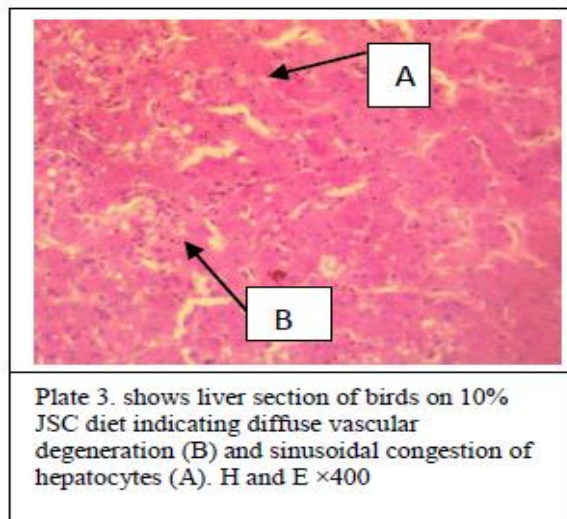 A
B
Plate 3. shows liver section of birds on 10%
JSC diet indicating diffuse vascular
degeneration (B) and sinusoidal congestion of
hepatocytes (A). H and E ×400